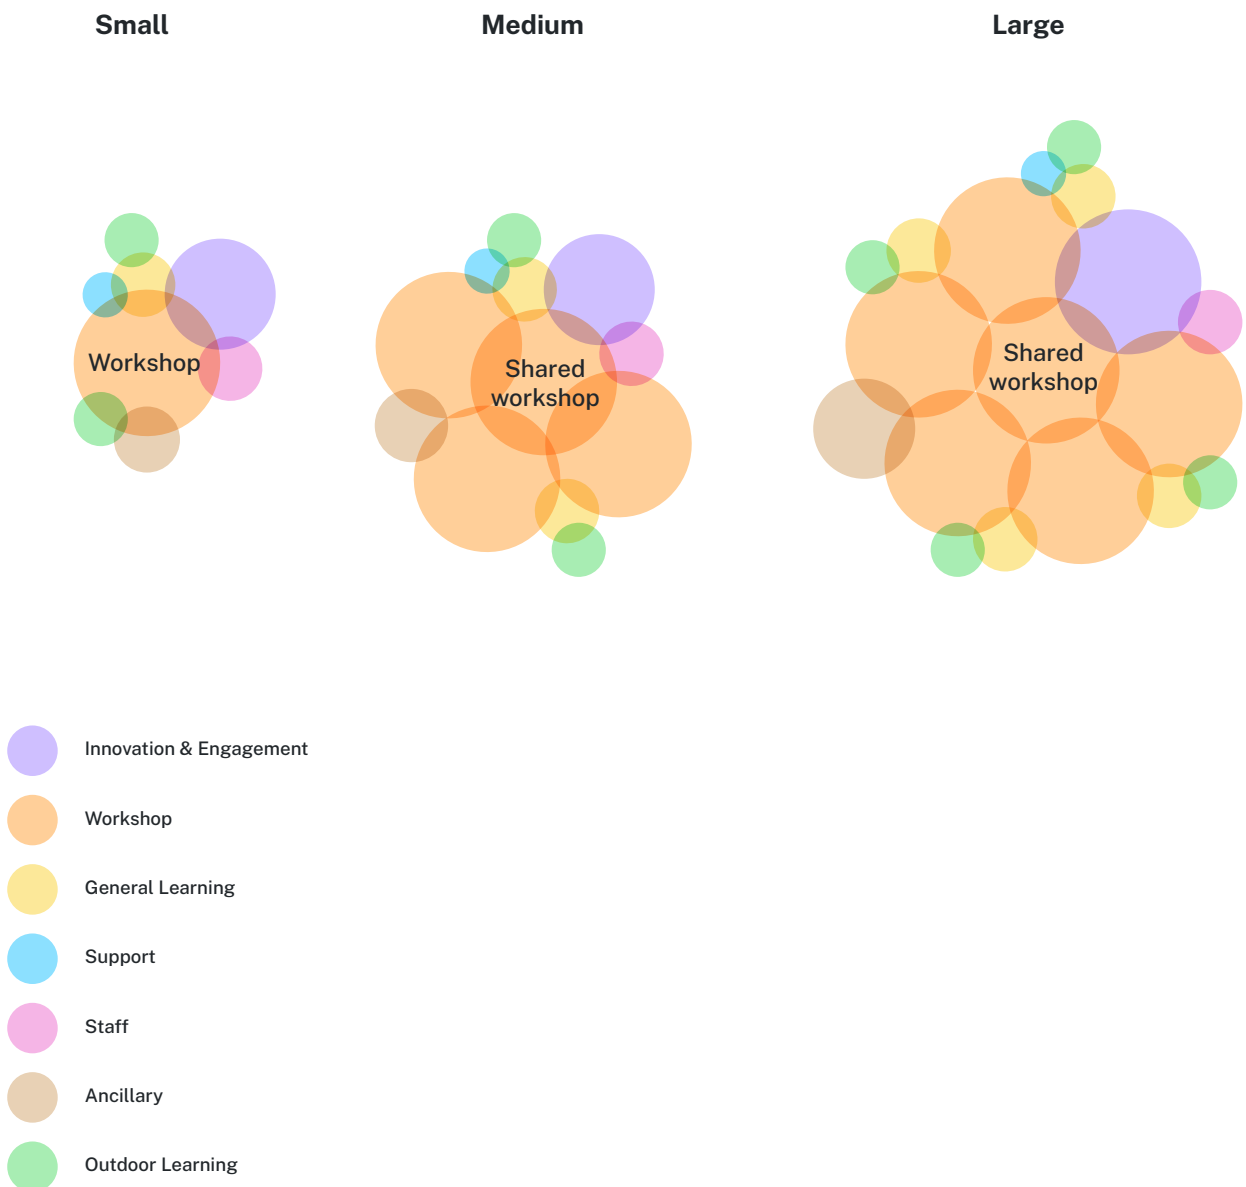 Small
Medium
Large
Workshop
Shared
workshop
Shared
workshop
Innovation & Engagement
Workshop
General Learning
Support
Staff
Ancillary
Outdoor Learning